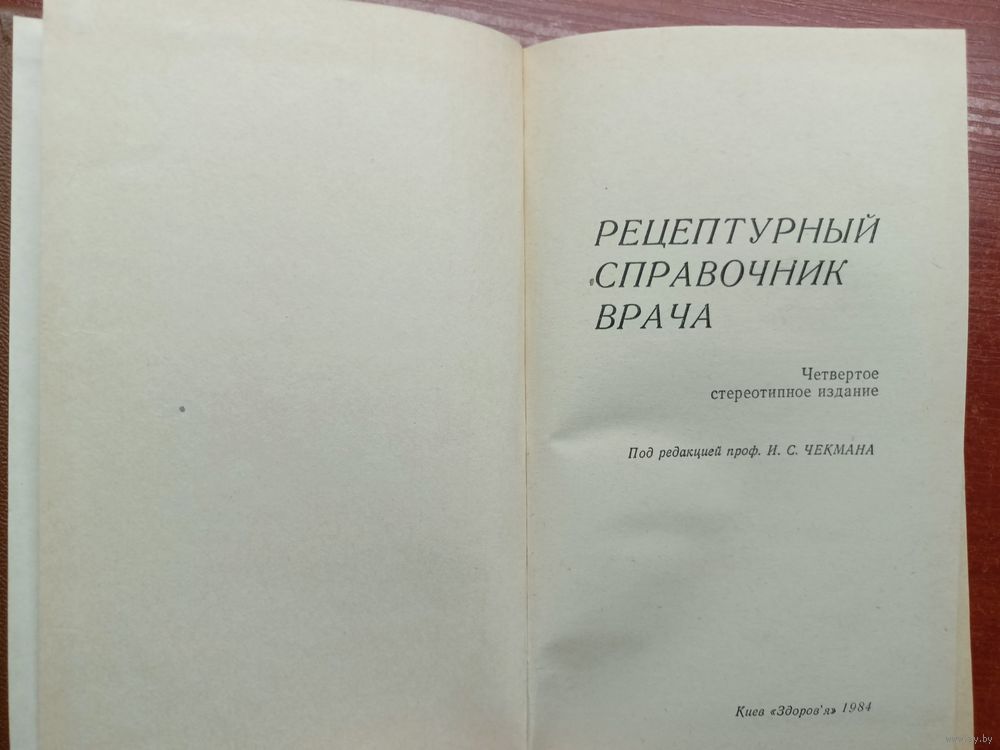 РЕЦЕПТУРНЫЙ
СПРАВОЧНИК
ВРАЧА
Четвертое
стереотипное издание
Под редакцией проф. И. С. ЧЕКМАНА
Киев «Здоров'я» 1984